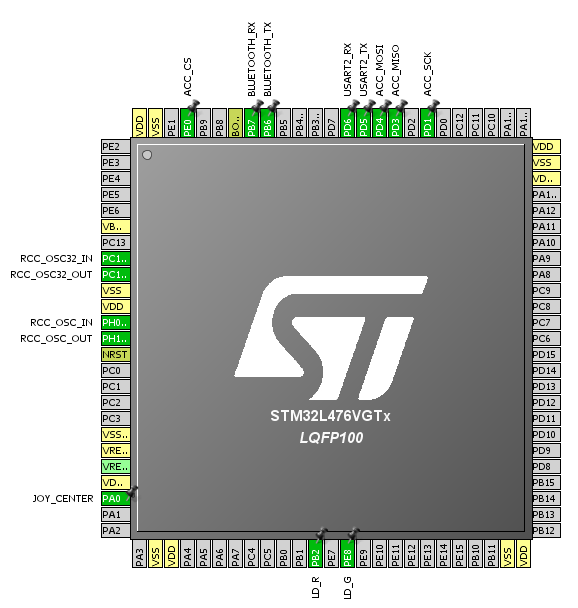 ACC_CS
BLUETOOTH_RX
BLUETOOTH_TX
USART2_RX
USART2_TX
ACC_MOSI
ACC_MISO
ACC_SCK
VDD
VSS
PE1
PE0
PB9
PB8
BO..
PB7
PB6
PB5
PB4..
PB3..
PD7
PD6
PD5
PD4
PD3
PD2
PD1
PD0
PC12
PC11
PC10
PA1..
PA1..
PE2
PE3
PE4
PE5
PE6
VB..
PC13
RCC_OSC32_IN PC1..
RCC_OSC32_OUT PC1..
VSS
VDD
RCC_OSC_IN PH0..
RCC_OSC_OUT PH1..
NRST
PC0
PC1
PC2
PC3
VSS..
VRE..
VRE..
VD..
JOY_CENTER PA0
PA1
PA2
STM32L476VGTx
LQFP100
VDD
VSS
VD..
PA1..
PA12
PA11
PA10
PA9
PA8
PC9
PC8
PC7
PC6
PD15
PD14
PD13
PD12
PD11
PD10
PD9
PD8
PB15
PB14
PB13
PB12
PA3
VSS
VDD
PA4
PA5
PA6
PA7
PC4
PC5
PB0
PB1
PB2
PE7
PE8
PE9
PE10
PE11
PE12
PE13
PE14
PE15
PB10
PB11
VSS
VDD
LD_R
LD_G